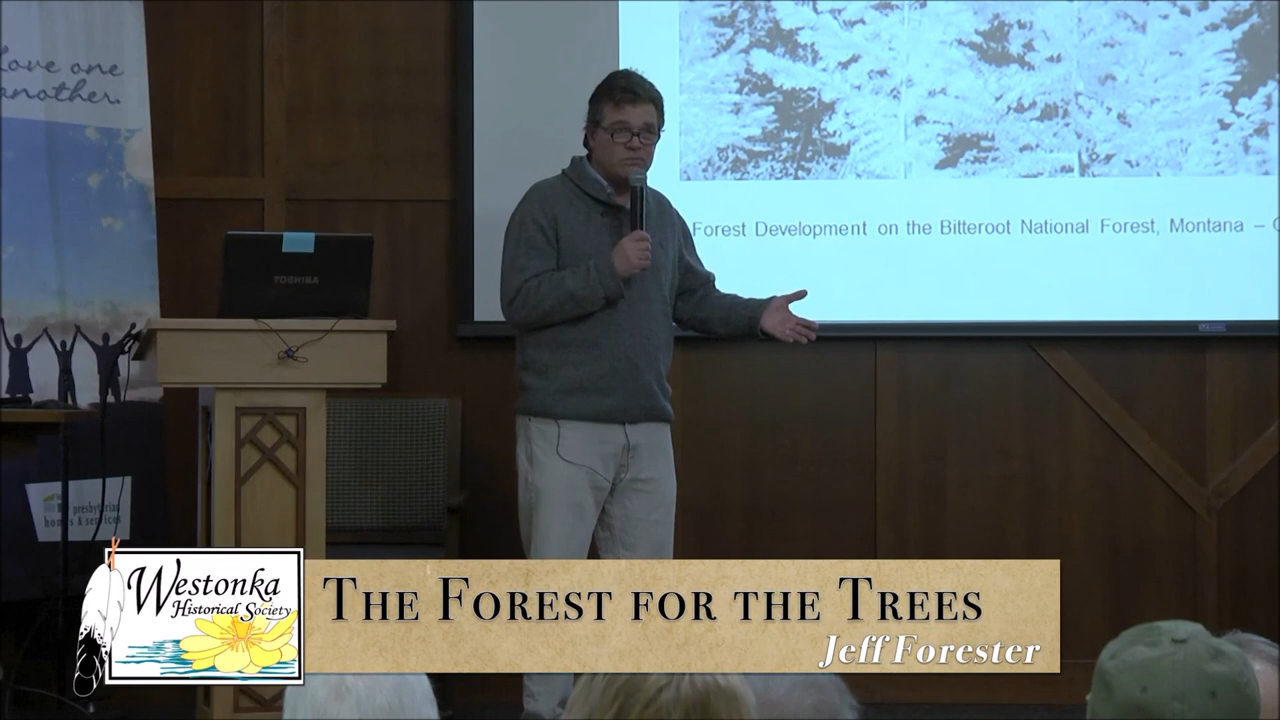 love one
another.
TOSHIBA
Forest Development on the Bitteroot National Forest, Montana –
presbyterian
homes & services
Westonka
Historical Society
The Forest for the Trees
Jeff Forester